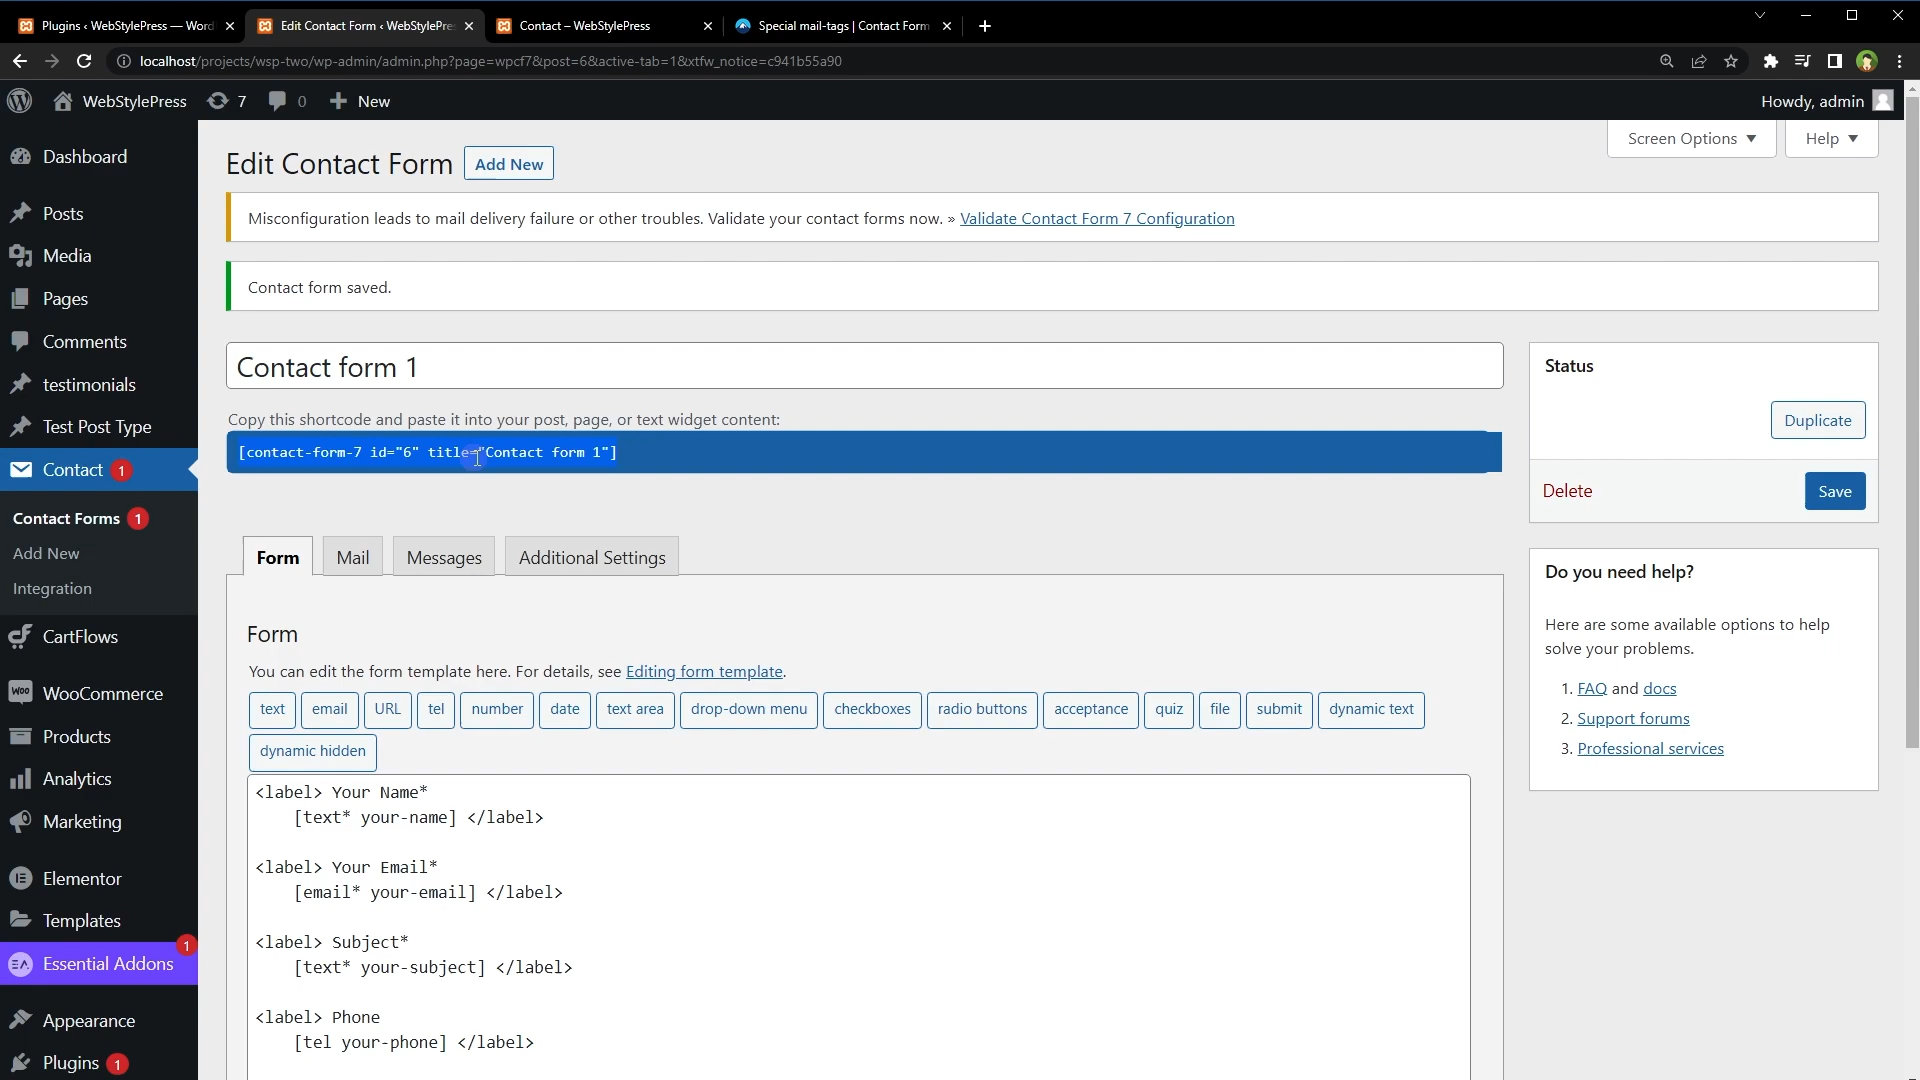 Plugins ‹ WebStylePress — Word
Edit Contact Form ‹ WebStylePres
Contact – WebStylePress
Special mail-tags | Contact Form
localhost/projects/wsp-two/wp-admin/admin.php?page=wpcf7&post=6&active-tab=1&xtfw_notice=c941b55a90
WebStylePress 7 0 New
Howdy, admin
Screen Options ▼
Help ▼
Dashboard
Posts
Media
Pages
Comments
testimonials
Test Post Type
Contact 1
Contact Forms 1
Add New
Integration
CartFlows
Woo WooCommerce
Products
Analytics
Marketing
Elementor
Templates
1
EA Essential Addons
Appearance
Plugins 1
Edit Contact Form Add New
Misconfiguration leads to mail delivery failure or other troubles. Validate your contact forms now. » Validate Contact Form 7 Configuration
Contact form saved.
Contact form 1
Copy this shortcode and paste it into your post, page, or text widget content:
[contact-form-7 id="6" title="Contact form 1"]
Form Mail Messages Additional Settings
Form
You can edit the form template here. For details, see Editing form template.
text email URL tel number date text area drop-down menu checkboxes radio buttons acceptance quiz file submit dynamic text
dynamic hidden
<label> Your Name*
[text* your-name] </label>
<label> Your Email*
[email* your-email] </label>
<label> Subject*
[text* your-subject] </label>
<label> Phone
[tel your-phone] </label>
Status
Duplicate
Delete Save
Do you need help?
Here are some available options to help
solve your problems.
1. FAQ and docs
2. Support forums
3. Professional services